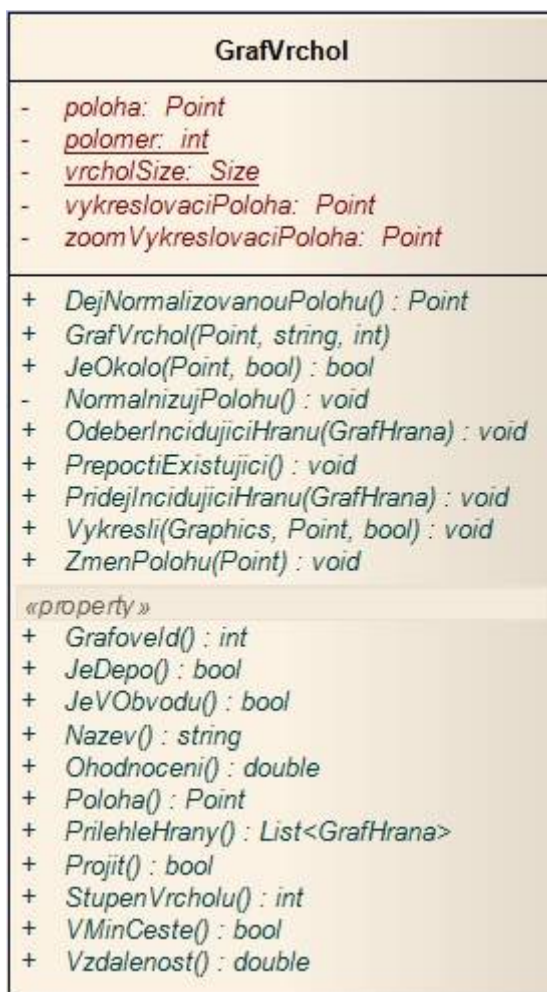 GrafVrchol
- poloha: Point
- polomer: int
- vrcholSize: Size
- vykreslovaciPoloha: Point
- zoomVykreslovaciPoloha: Point
+ DejNormalizovanouPolohu() : Point
+ GrafVrchol(Point, string, int)
+ JeOkolo(Point, bool) : bool
- NormalnizujPolohu() : void
+ OdeberIncidujiciHranu(GrafHrana) : void
+ PrepoctiExistujici() : void
+ PridejIncidujiciHranu(GrafHrana) : void
+ Vykresli(Graphics, Point, bool) : void
+ ZmenPolohu(Point) : void
«property»
+ GrafoveId() : int
+ JeDepo() : bool
+ JeVObvodu() : bool
+ Nazev() : string
+ Ohodnoceni() : double
+ Poloha() : Point
+ PrilehleHrany() : List<GrafHrana>
+ Projit() : bool
+ StupenVrcholu() : int
+ VMinCeste() : bool
+ Vzdalenost() : double